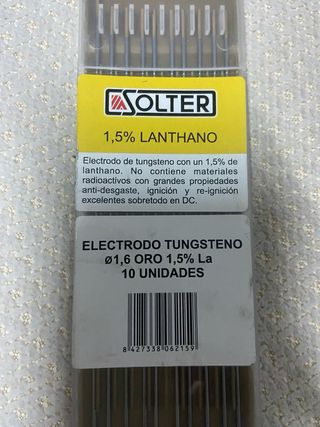 SOLTER
1,5% LANTHANO
Electrodo de tungsteno con un 1,5% de
lanthano. No contiene materiales
radioactivos con grandes propiedades
anti-desgaste, ignición y re-ignición
excelentes sobretodo en DC.
ELECTRODO TUNGSTENO
ø1,6 ORO 1,5% La
10 UNIDADES
8 427338 062159